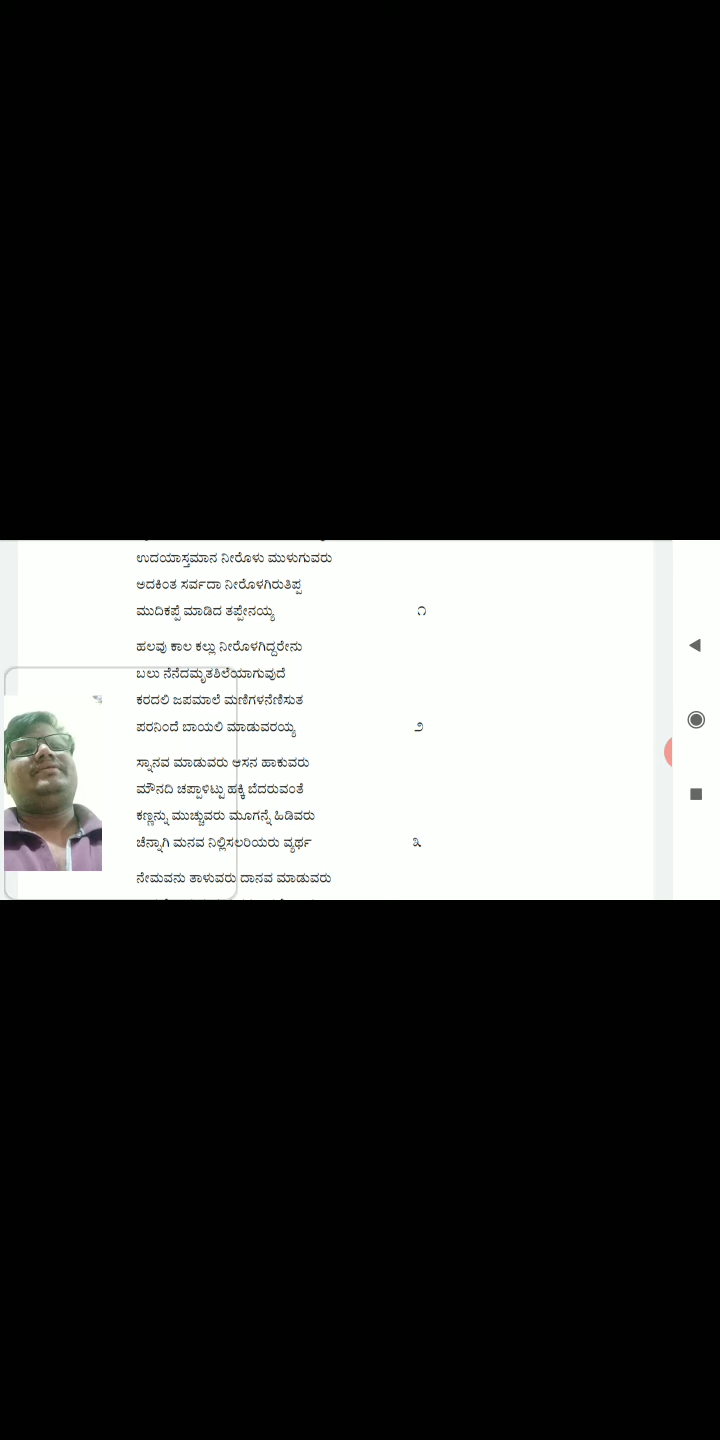 ಉದಯಾಸ್ತಮಾನ ನೀರೊಳು ಮುಳುಗುವರು
ಅದಕಿಂತ ಸರ್ವದಾ ನೀರೊಳಗಿರುತಿಪ್ಪ
ಮುದಿಕಪ್ಪೆ ಮಾಡಿದ ತಪ್ಪೇನಯ್ಯ ೧
ಹಲವು ಕಾಲ ಕಲ್ಲು ನೀರೊಳಗಿದ್ದರೇನು
ಬಲು ನೆನೆದಮೃತಶಿಲೆಯಾಗುವುದೆ
ಕರದಲಿ ಜಪಮಾಲೆ ಮಣಿಗಳನೆಣಿಸುತ
ಪರನಿಂದೆ ಬಾಯಲಿ ಮಾಡುವರಯ್ಯ ೨
ಸ್ನಾನವ ಮಾಡುವರು ಆಸನ ಹಾಕುವರು
ಮೌನದಿ ಚಪ್ಪಾಳಿಟ್ಟು ಹಕ್ಕಿ ಬೆದರುವಂತೆ
ಕಣ್ಣನ್ನು ಮುಚ್ಚುವರು ಮೂಗನ್ನೆ ಹಿಡಿವರು
ಚೆನ್ನಾಗಿ ಮನವ ನಿಲ್ಲಿಸಲರಿಯರು ವ್ಯರ್ಥ ೩
ನೇಮವನು ತಾಳುವರು ದಾನವ ಮಾಡುವರು